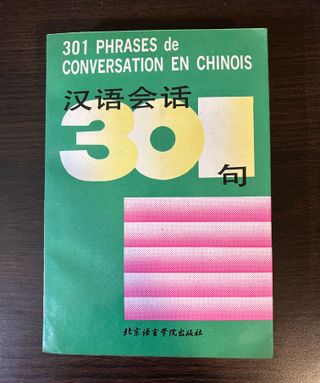 301 PHRASES de
CONVERSATION EN CHINOIS
汉语会话
301
句
北京语言学院出版社